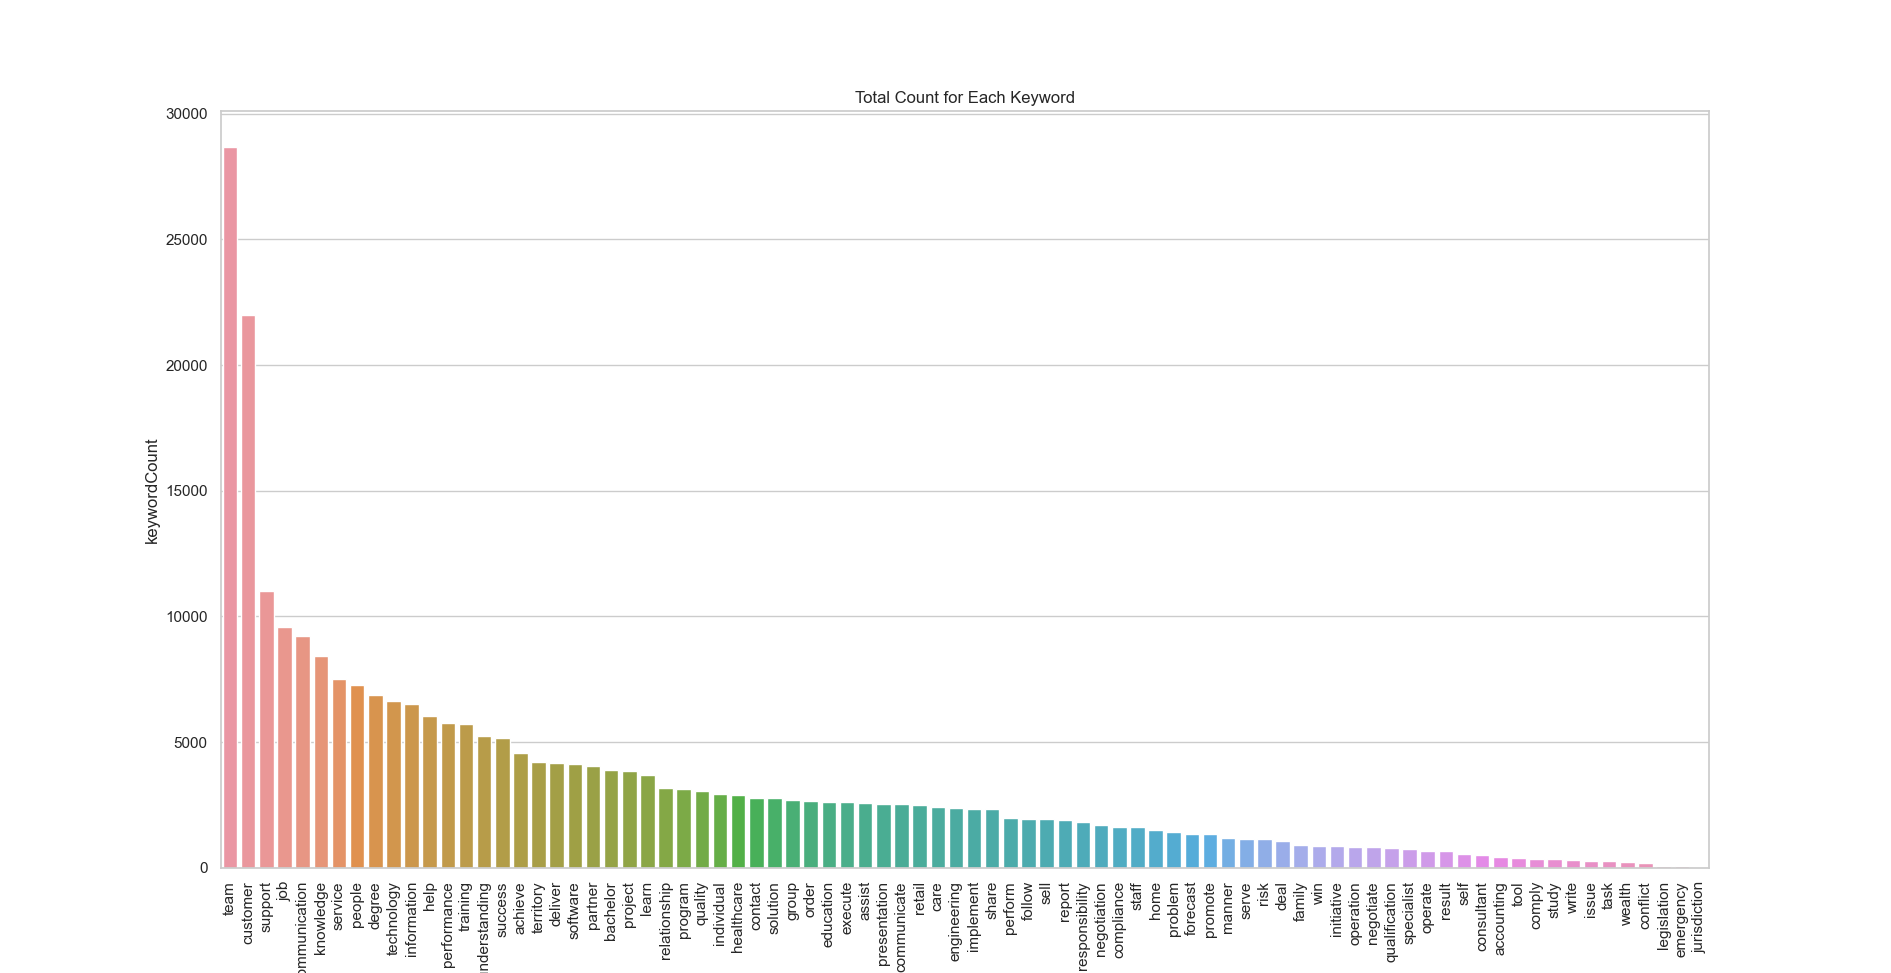 Total Count for Each Keyword
30000
25000
20000
15000
10000
5000
0
keywordCount
team
customer
support
job
ommunication
knowledge
service
people
degree
technology
information
help
performance
training
nderstanding
success
achieve
territory
deliver
software
partner
bachelor
project
learn
relationship
program
quality
individual
healthcare
contact
solution
group
order
education
execute
assist
presentation
communicate
retail
care
engineering
implement
share
perform
follow
sell
report
responsibility
negotiation
compliance
staff
home
problem
forecast
promote
manner
serve
risk
deal
family
win
initiative
operation
negotiate
qualification
specialist
operate
result
self
consultant
accounting
tool
comply
study
write
issue
task
wealth
conflict
legislation
emergency
jurisdiction